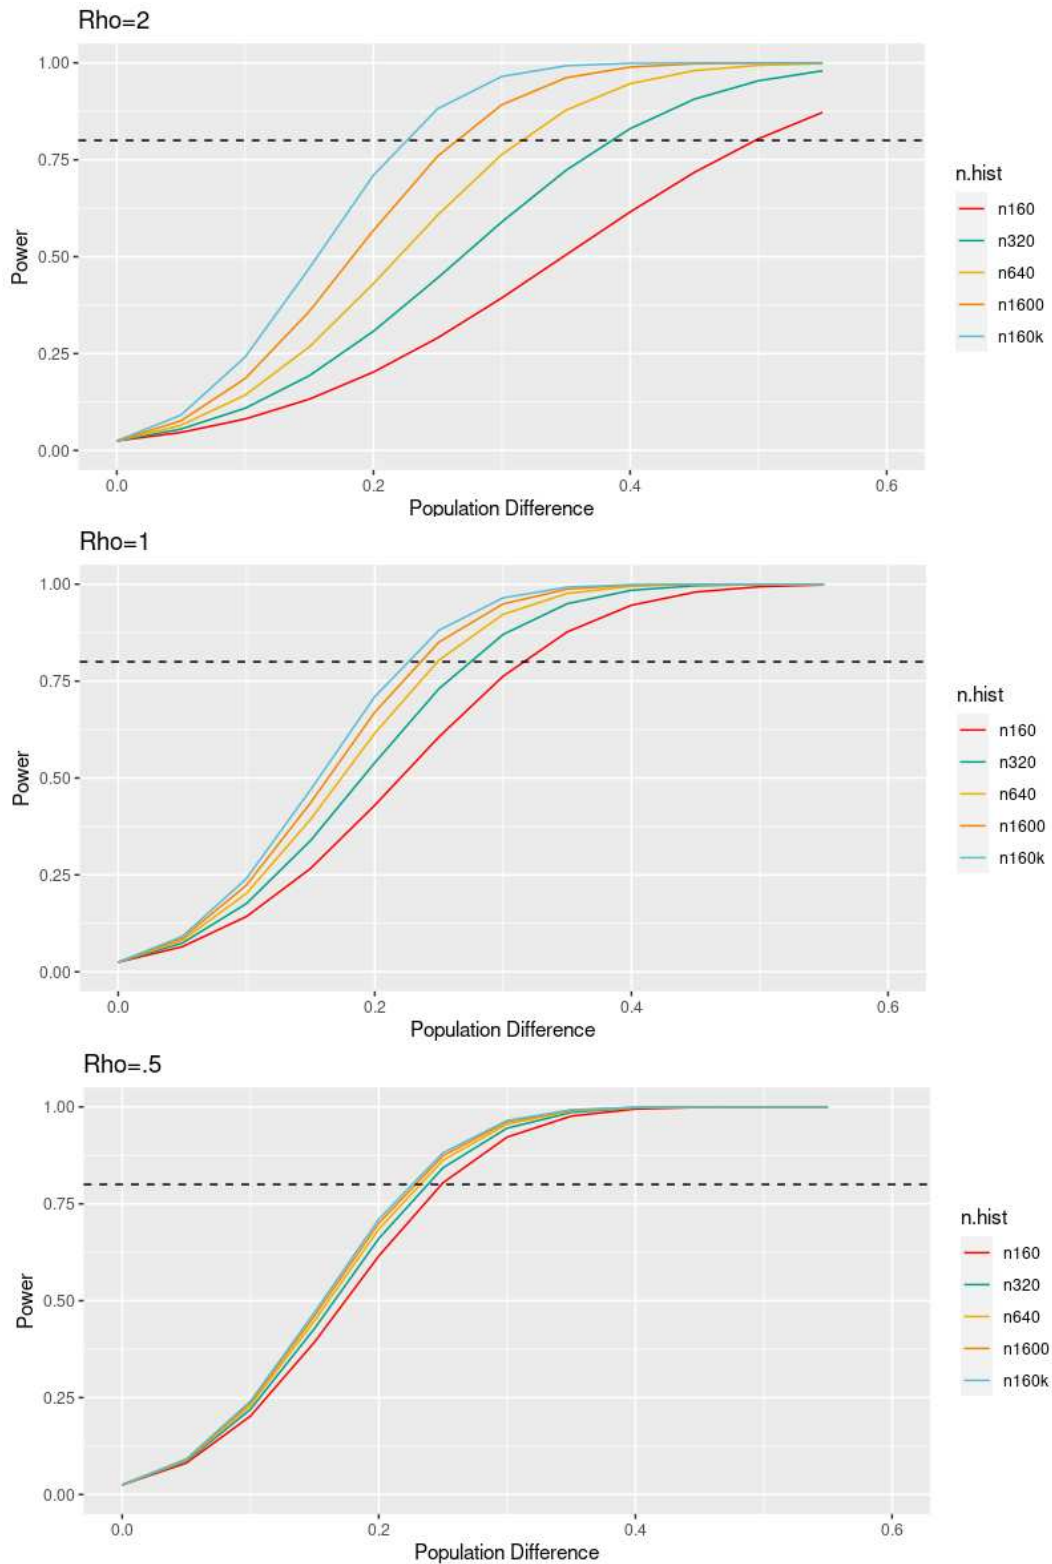 Rho=2
1.00
0.75
0.50
0.25
0.00
Power
0.0 0.2 0.4 0.6
Population Difference
n.hist
n160
n320
n640
n1600
n160k
Rho=1
1.00
0.75
0.50
0.25
0.00
Power
0.0 0.2 0.4 0.6
Population Difference
n.hist
n160
n320
n640
n1600
n160k
Rho=.5
1.00
0.75
0.50
0.25
0.00
Power
0.0 0.2 0.4 0.6
Population Difference
n.hist
n160
n320
n640
n1600
n160k